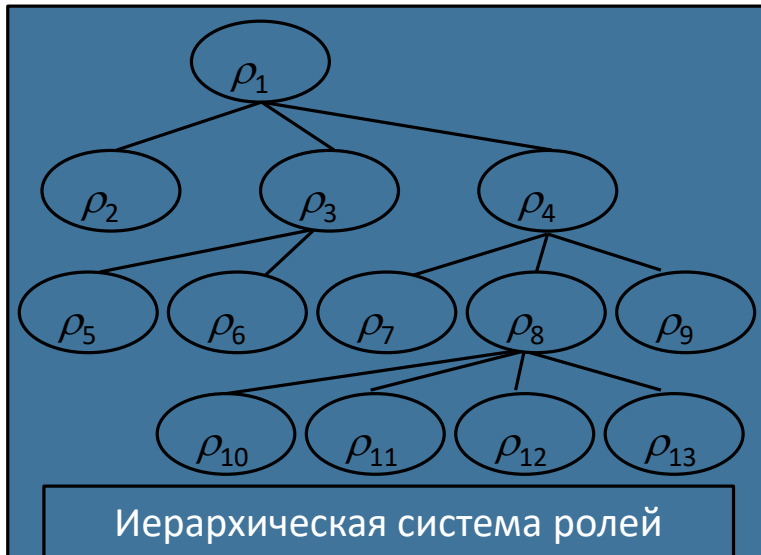 ρ1
ρ2 ρ3 ρ4
ρ5 ρ6 ρ7 ρ8 ρ9
ρ10 ρ11 ρ12 ρ13
Иерархическая система ролей